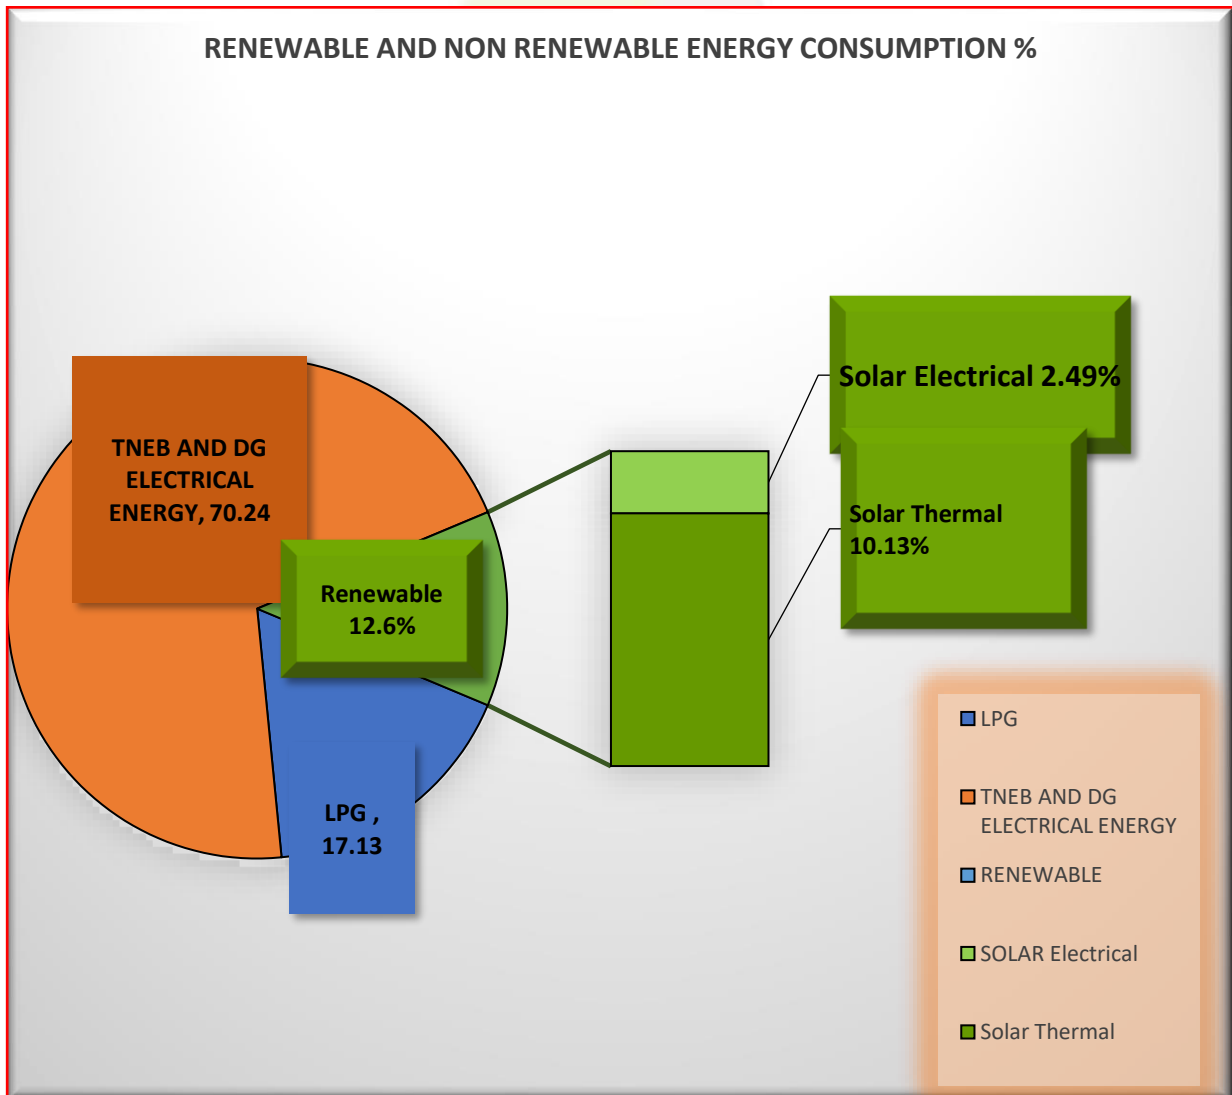 RENEWABLE AND NON RENEWABLE ENERGY CONSUMPTION %
TNEB AND DG
ELECTRICAL
ENERGY, 70.24
Renewable
12.6%
LPG ,
17.13
Solar Electrical 2.49%
Solar Thermal
10.13%
LPG
TNEB AND DG
ELECTRICAL ENERGY
RENEWABLE
SOLAR Electrical
Solar Thermal